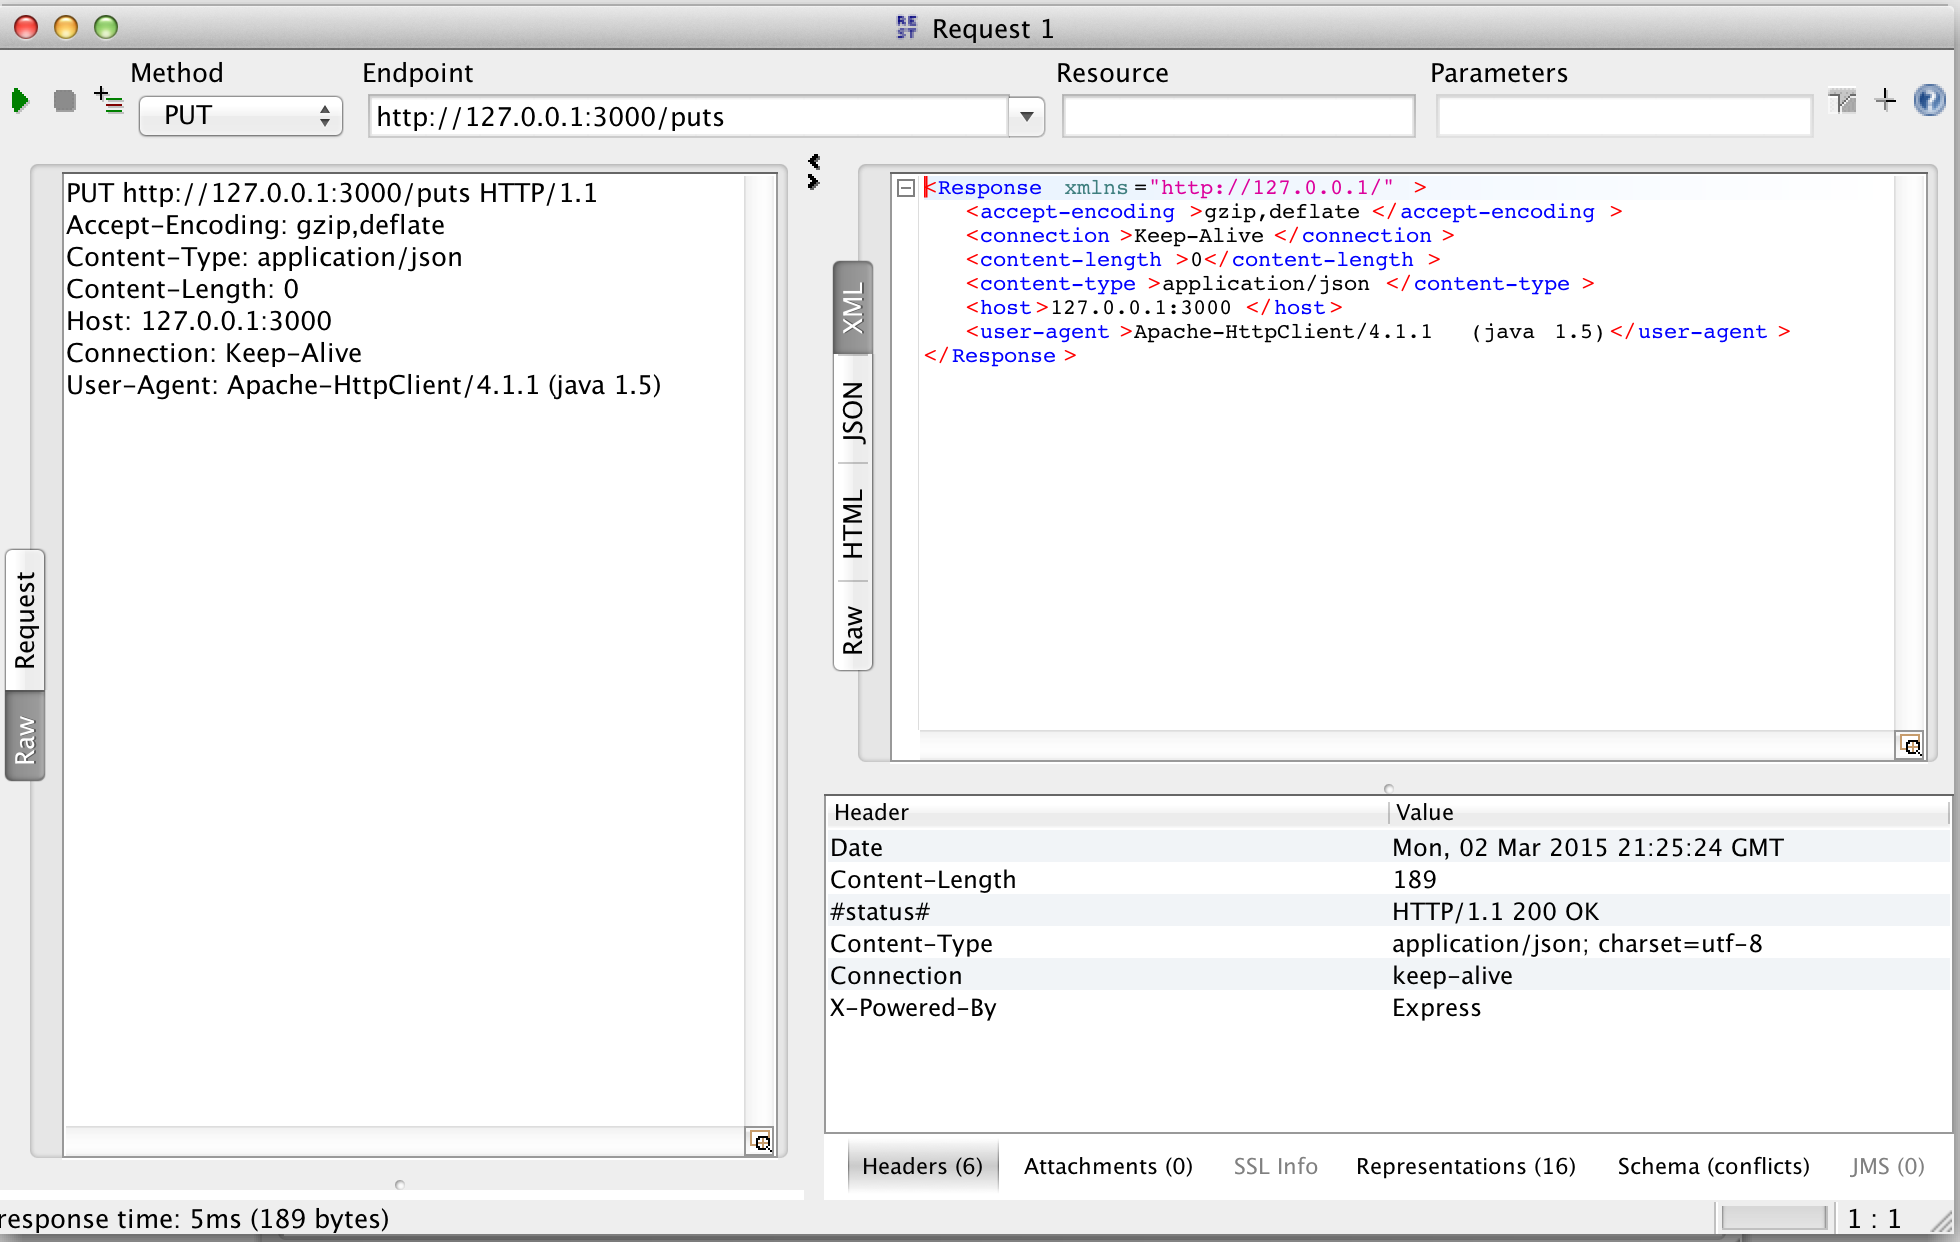 REST Request 1
Method Endpoint Resource Parameters
PUT http://127.0.0.1:3000/puts
PUT http://127.0.0.1:3000/puts HTTP/1.1
Accept-Encoding: gzip,deflate
Content-Type: application/json
Content-Length: 0
Host: 127.0.0.1:3000
Connection: Keep-Alive
User-Agent: Apache-HttpClient/4.1.1 (java 1.5)
Request
Raw
XML
JSON
HTML
Raw
<Response xmlns="http://127.0.0.1/" >
<accept-encoding >gzip,deflate </accept-encoding >
<connection >Keep-Alive </connection >
<content-length >0</content-length >
<content-type >application/json </content-type >
<host>127.0.0.1:3000 </host>
<user-agent >Apache-HttpClient/4.1.1 (java 1.5)</user-agent >
</Response >
Header Value
Date Mon, 02 Mar 2015 21:25:24 GMT
Content-Length 189
#status# HTTP/1.1 200 OK
Content-Type application/json; charset=utf-8
Connection keep-alive
X-Powered-By Express
Headers (6) Attachments (0) SSL Info Representations (16) Schema (conflicts) JMS (0)
response time: 5ms (189 bytes)
1 : 1